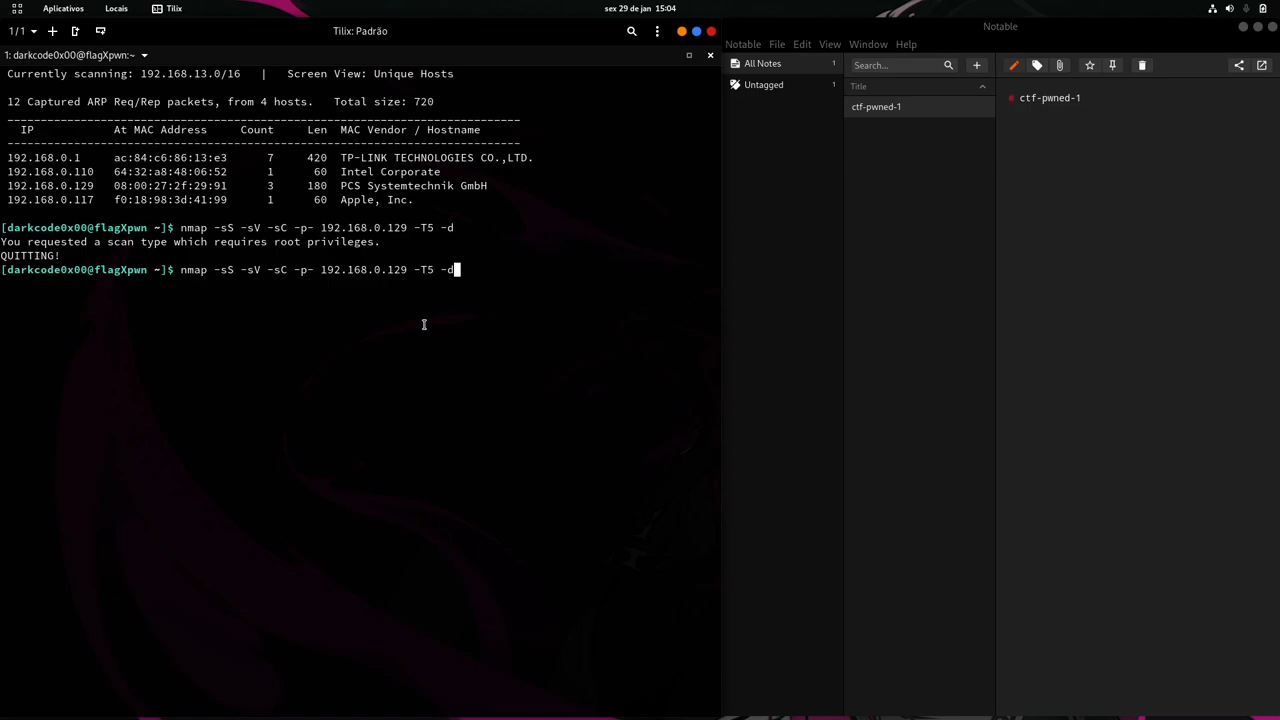 Aplicativos Locais Tilix sex 29 de jan 15:04
1/1 Tilix: Padrão
1: darkcode0x00@flagXpwn:~
Currently scanning: 192.168.13.0/16 | Screen View: Unique Hosts
12 Captured ARP Req/Rep packets, from 4 hosts. Total size: 720
IP At MAC Address Count Len MAC Vendor / Hostname
192.168.0.1 ac:84:c6:86:13:e3 7 420 TP-LINK TECHNOLOGIES CO.,LTD.
192.168.0.110 64:32:a8:48:06:52 1 60 Intel Corporate
192.168.0.129 08:00:27:2f:29:91 3 180 PCS Systemtechnik GmbH
192.168.0.117 f0:18:98:3d:41:99 1 60 Apple, Inc.
[darkcode0x00@flagXpwn ~]$ nmap -sS -sV -sC -p- 192.168.0.129 -T5 -d
You requested a scan type which requires root privileges.
QUITTING!
[darkcode0x00@flagXpwn ~]$ nmap -sS -sV -sC -p- 192.168.0.129 -T5 -d
Notable
Notable File Edit View Window Help
All Notes 1
Untagged 1
Search...
Title
ctf-pwned-1
# ctf-pwned-1